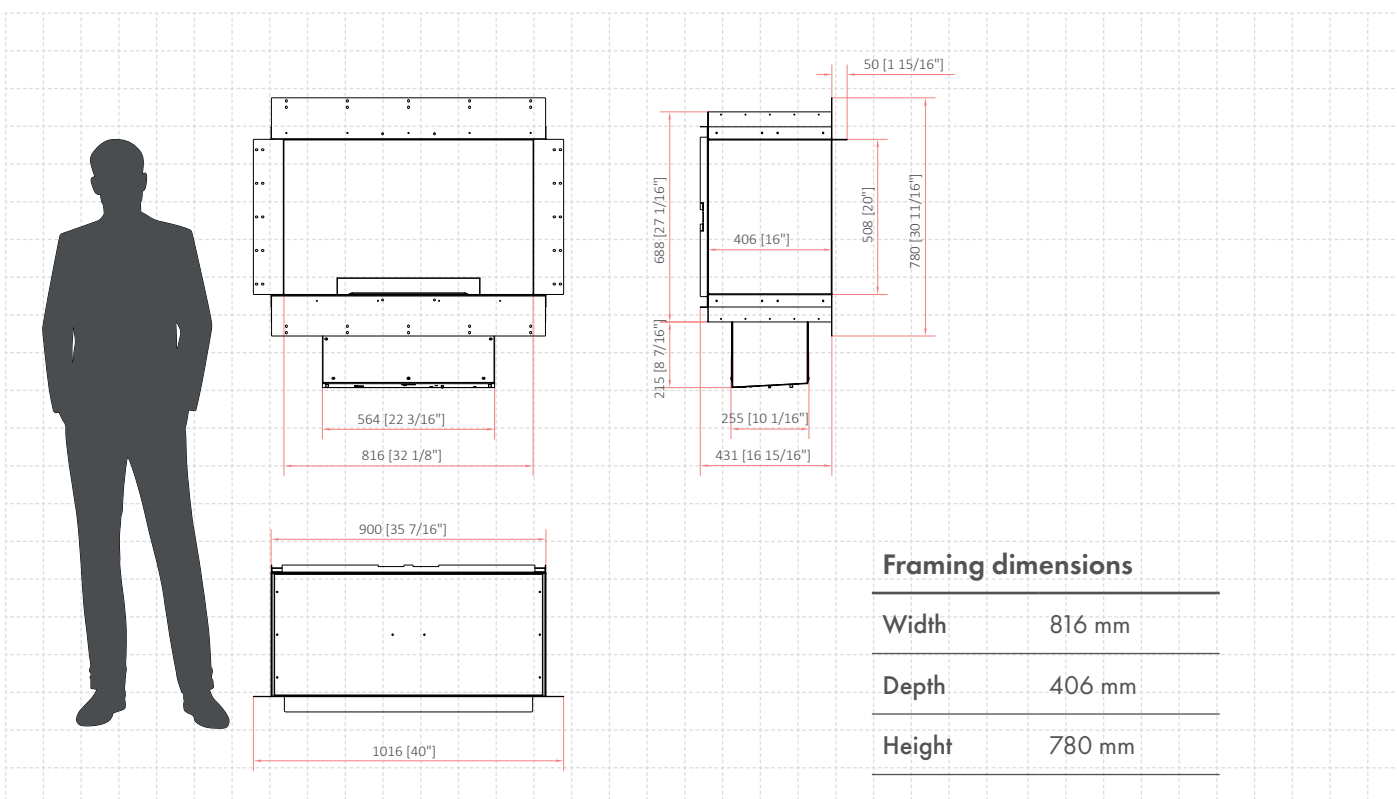 50 [1 15/16"]
688 [27 1/16"]
406 [16"]
508 [20"]
780 [30 11/16"]
215 [8 7/16"]
564 [22 3/16"]
255 [10 1/16"]
816 [32 1/8"]
431 [16 15/16"]
900 [35 7/16"]
1016 [40"]
Framing dimensions
Width 816 mm
Depth 406 mm
Height 780 mm